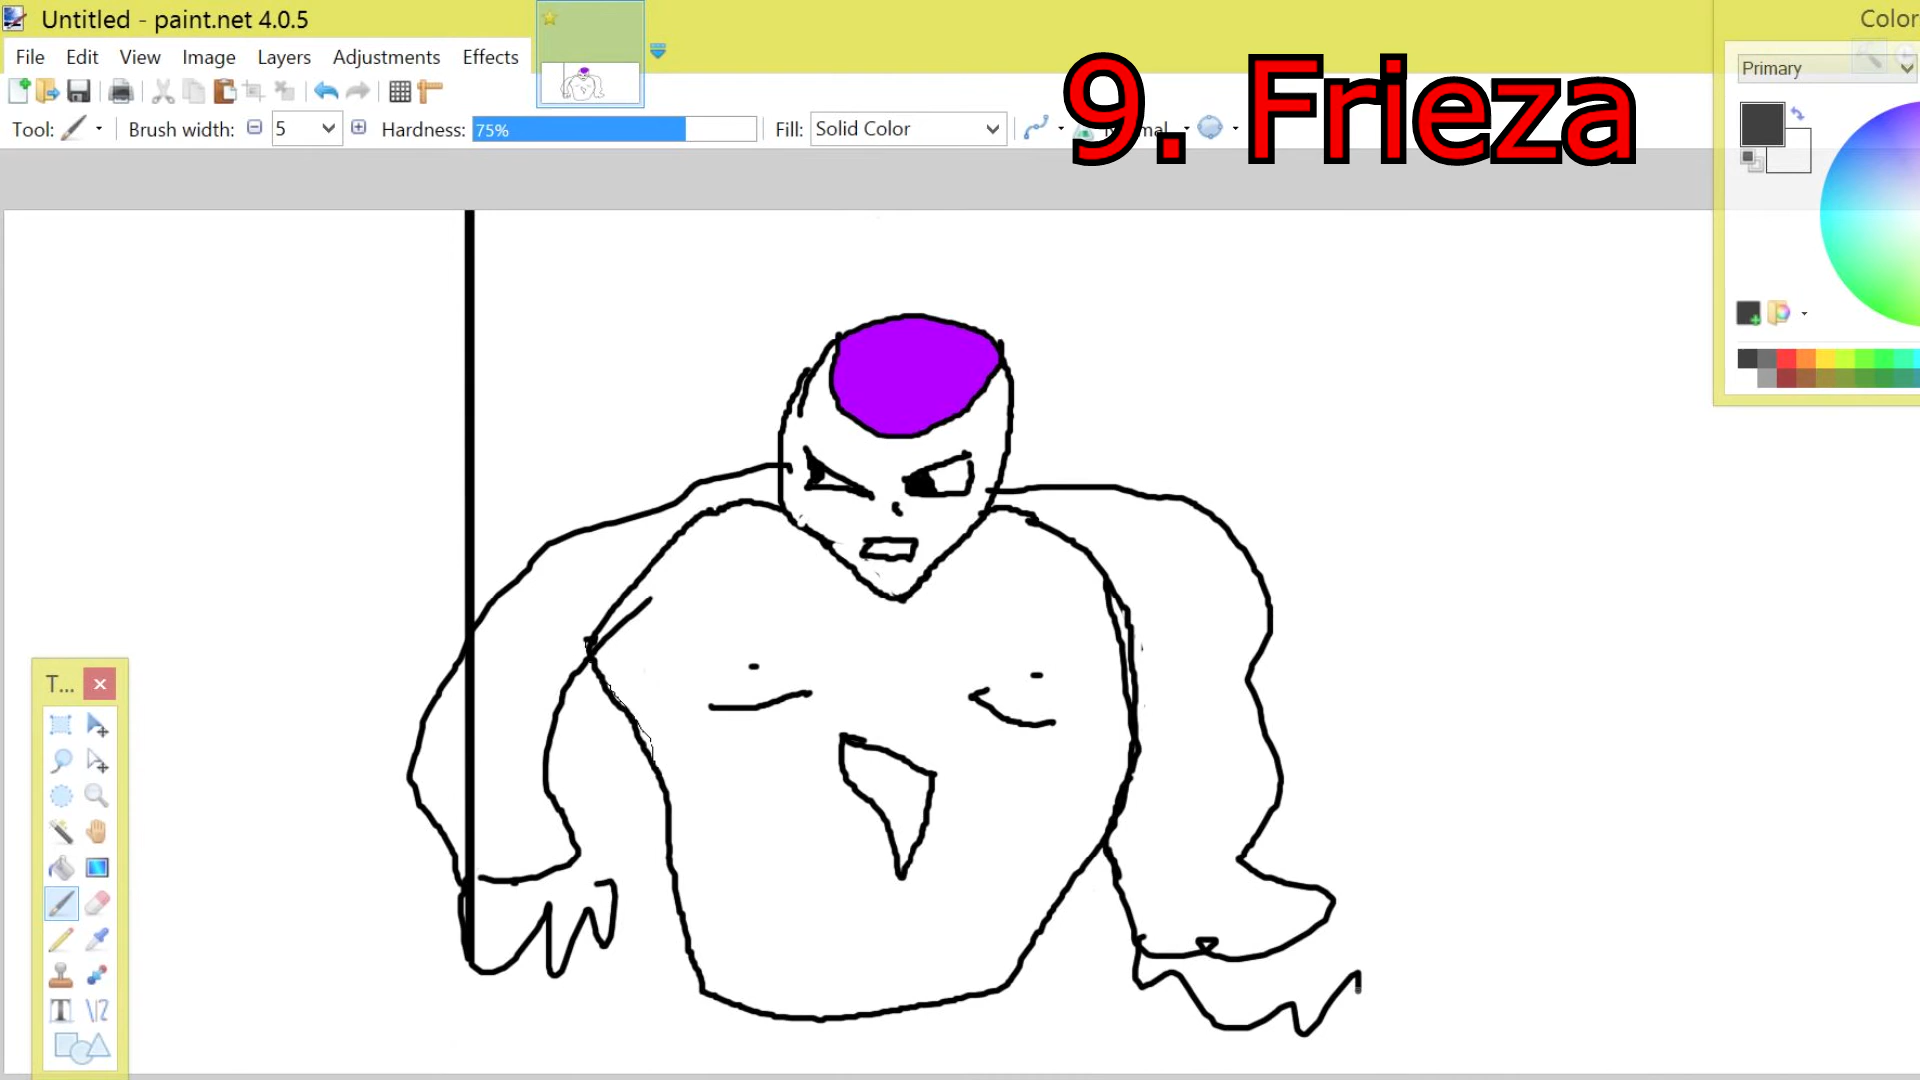 Untitled - paint.net 4.0.5
Color
File Edit View Image Layers Adjustments Effects
9. Frieza
Primary
Tool: Brush width: 5 Hardness: 75% Fill: Solid Color
T...